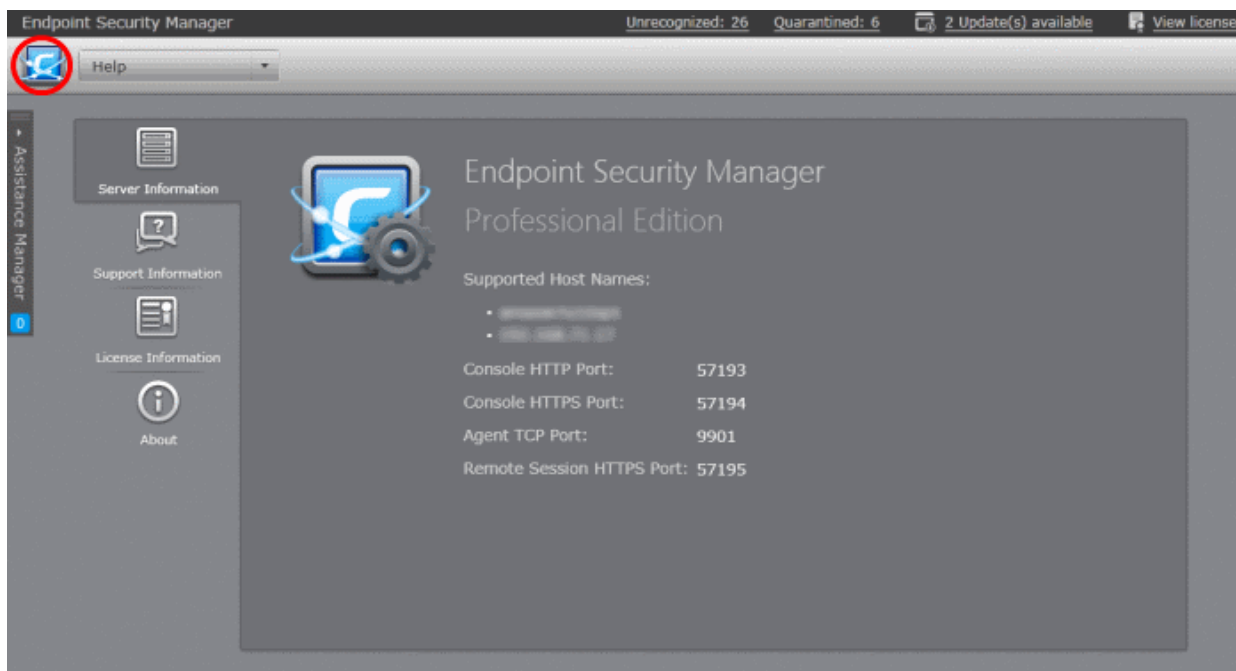 Endpoint Security Manager
Unrecognized: 26 Quarantined: 6 2 Update(s) available View license
Help
Assistance Manager
0
Server Information
Support Information
License Information
About
Endpoint Security Manager
Professional Edition
Supported Host Names:
Console HTTP Port: 57193
Console HTTPS Port: 57194
Agent TCP Port: 9901
Remote Session HTTPS Port: 57195